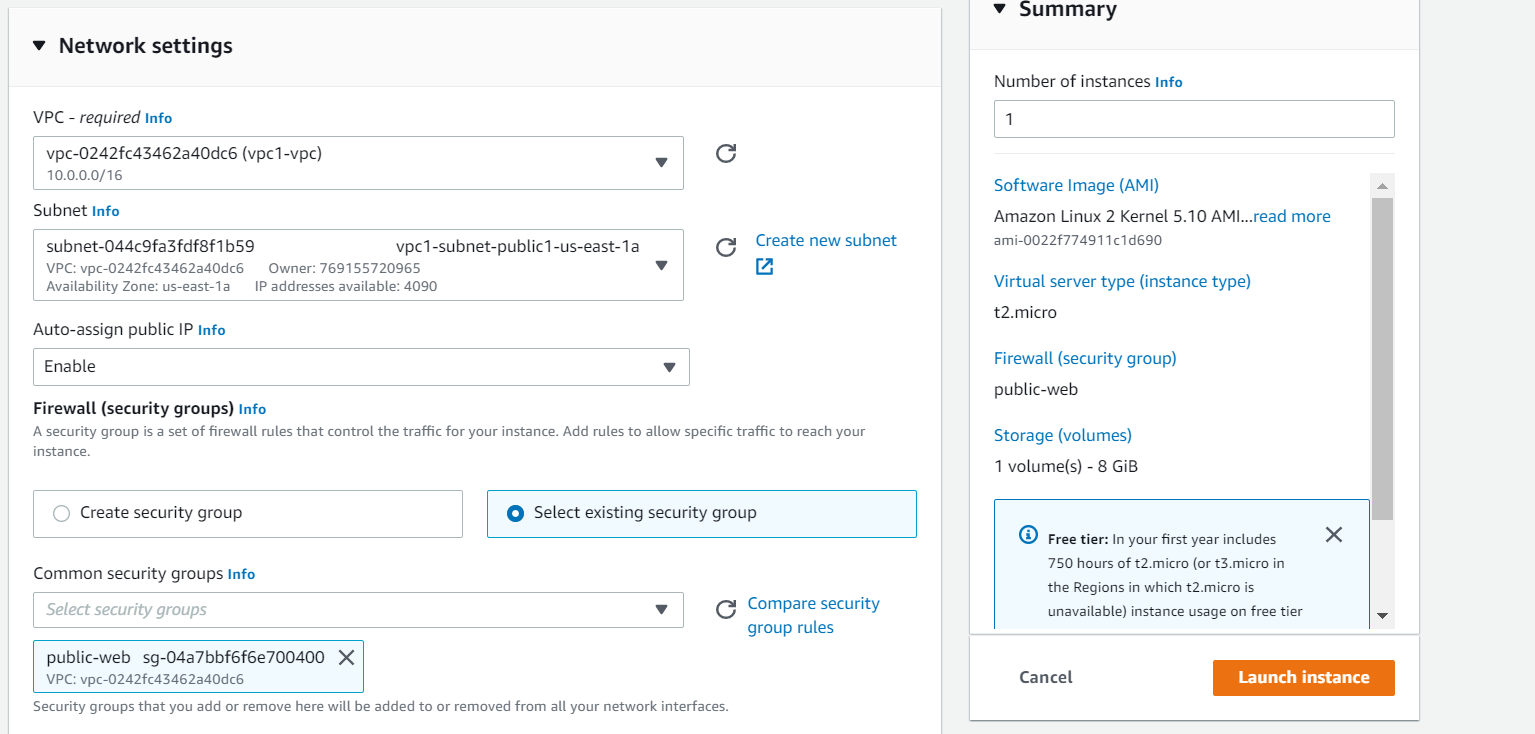 Network settings
VPC - required Info
vpc-0242fc43462a40dc6 (vpc1-vpc)
10.0.0.0/16
Subnet Info
subnet-044c9fa3fdf8f1b59 vpc1-subnet-public1-us-east-1a
VPC: vpc-0242fc43462a40dc6 Owner: 769155720965
Availability Zone: us-east-1a IP addresses available: 4090
Create new subnet
Auto-assign public IP Info
Enable
Firewall (security groups) Info
A security group is a set of firewall rules that control the traffic for your instance. Add rules to allow specific traffic to reach your
instance.
Create security group
Select existing security group
Common security groups Info
Select security groups
Compare security
group rules
public-web sg-04a7bbf6f6e700400
VPC: vpc-0242fc43462a40dc6
Security groups that you add or remove here will be added to or removed from all your network interfaces.
Summary
Number of instances Info
1
Software Image (AMI)
Amazon Linux 2 Kernel 5.10 AMI...read more
ami-0022f774911c1d690
Virtual server type (instance type)
t2.micro
Firewall (security group)
public-web
Storage (volumes)
1 volume(s) - 8 GiB
Free tier: In your first year includes
750 hours of t2.micro (or t3.micro in
the Regions in which t2.micro is
unavailable) instance usage on free tier
Cancel
Launch instance